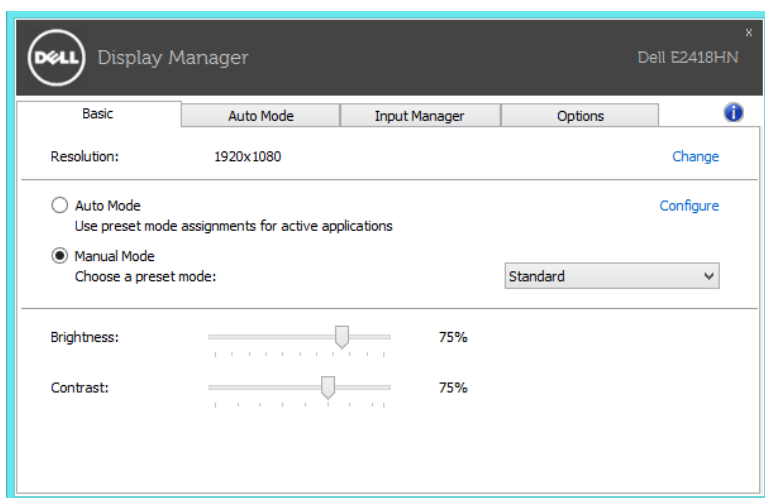 x
DELL Display Manager Dell E2418HN
Basic Auto Mode Input Manager Options i
Resolution: 1920x1080 Change
Auto Mode Configure
Use preset mode assignments for active applications
Manual Mode
Choose a preset mode: Standard
Brightness: 75%
Contrast: 75%